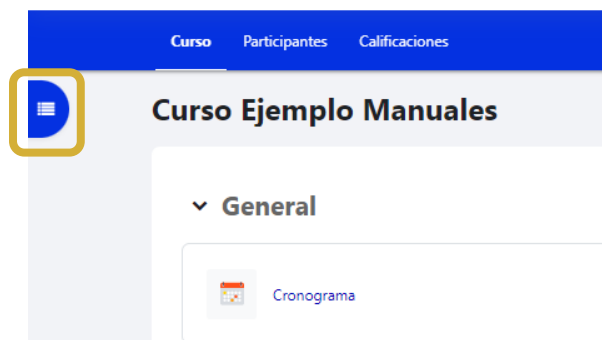 Curso Participantes Calificaciones
Curso Ejemplo Manuales
General
Cronograma